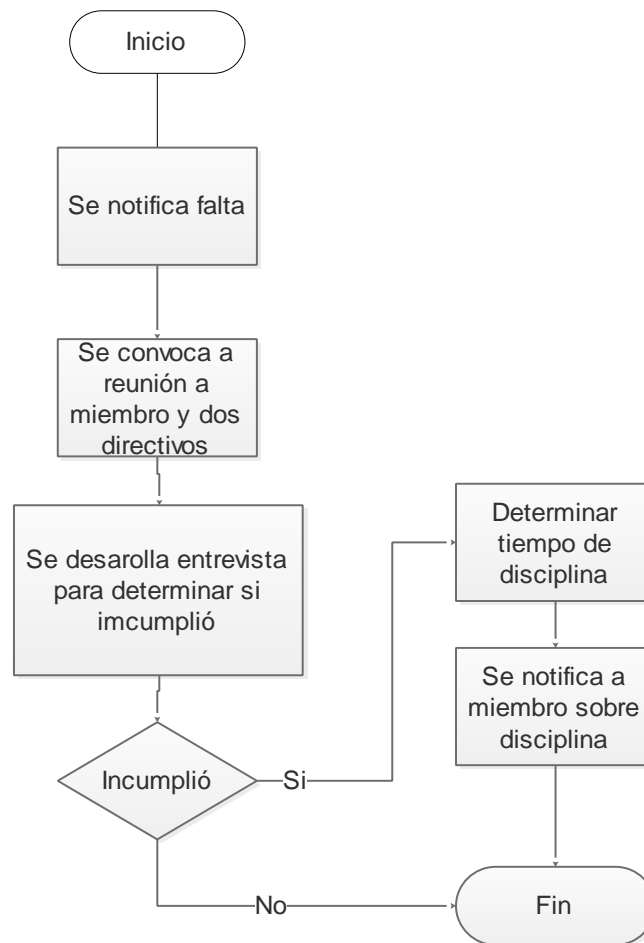 Inicio
Se notifica falta
Se convoca a
reunión a
miembro y dos
directivos
Se desarolla entrevista
para determinar si
imcumplió
Incumplió
Si
No
Determinar
tiempo de
disciplina
Se notifica a
miembro sobre
disciplina
Fin